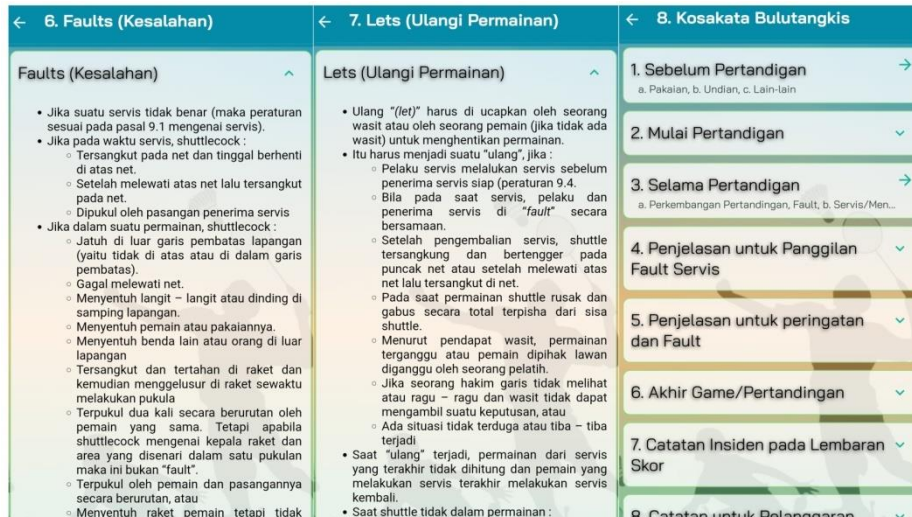 ← 6. Faults (Kesalahan)
Faults (Kesalahan)
• Jika suatu servis tidak benar (maka peraturan
sesuai pada pasal 9.1 mengenai servis).
• Jika pada waktu servis, shuttlecock :
◦ Tersangkut pada net dan tinggal berhenti
di atas net.
◦ Setelah melewati atas net lalu tersangkut
pada net.
◦ Dipukul oleh pasangan penerima servis
• Jika dalam suatu permainan, shuttlecock :
◦ Jatuh di luar garis pembatas lapangan
(yaitu tidak di atas atau di dalam garis
pembatas).
◦ Gagal melewati net.
◦ Menyentuh langit – langit atau dinding di
samping lapangan.
◦ Menyentuh pemain atau pakaiannya.
◦ Menyentuh benda lain atau orang di luar
lapangan
◦ Tersangkut dan tertahan di raket dan
kemudian menggelusur di raket sewaktu
melakukan pukula
◦ Terpukul dua kali secara berurutan oleh
pemain yang sama. Tetapi apabila
shuttlecock mengenai kepala raket dan
area yang disenari dalam satu pukulan
maka ini bukan "fault".
◦ Terpukul oleh pemain dan pasangannya
secara berurutan, atau
◦ Menyentuh raket pemain tetapi tidak
← 7. Lets (Ulangi Permainan)
Lets (Ulangi Permainan)
• Ulang "(let)" harus di ucapkan oleh seorang
wasit atau oleh seorang pemain (jika tidak ada
wasit) untuk menghentikan permainan.
• Itu harus menjadi suatu "ulang", jika :
◦ Pelaku servis melalukan servis sebelum
penerima servis siap (peraturan 9.4.
◦ Bila pada saat servis, pelaku dan
penerima servis di "fault" secara
bersamaan.
◦ Setelah pengembalian servis, shuttle
tersangkung dan bertengger pada
puncak net atau setelah melewati atas
net lalu tersangkut di net.
◦ Pada saat permainan shuttle rusak dan
gabus secara total terpisha dari sisa
shuttle.
◦ Menurut pendapat wasit, permainan
terganggu atau pemain dipihak lawan
diganggu oleh seorang pelatih.
◦ Jika seorang hakim garis tidak melihat
atau ragu – ragu dan wasit tidak dapat
mengambil suatu keputusan, atau
◦ Ada situasi tidak terduga atau tiba – tiba
terjadi
• Saat "ulang" terjadi, permainan dari servis
yang terakhir tidak dihitung dan pemain yang
melakukan servis terakhir melakukan servis
kembali.
• Saat shuttle tidak dalam permainan :
← 8. Kosakata Bulutangkis
1. Sebelum Pertandigan →
a. Pakaian, b. Undian, c. Lain-lain
2. Mulai Pertandigan
3. Selama Pertandigan →
a. Perkembangan Pertandingan, Fault, b. Servis/Men...
4. Penjelasan untuk Panggilan
Fault Servis
5. Penjelasan untuk peringatan
dan Fault
6. Akhir Game/Pertandingan
7. Catatan Insiden pada Lembaran
Skor
8. Catatan untuk Pelanggaran